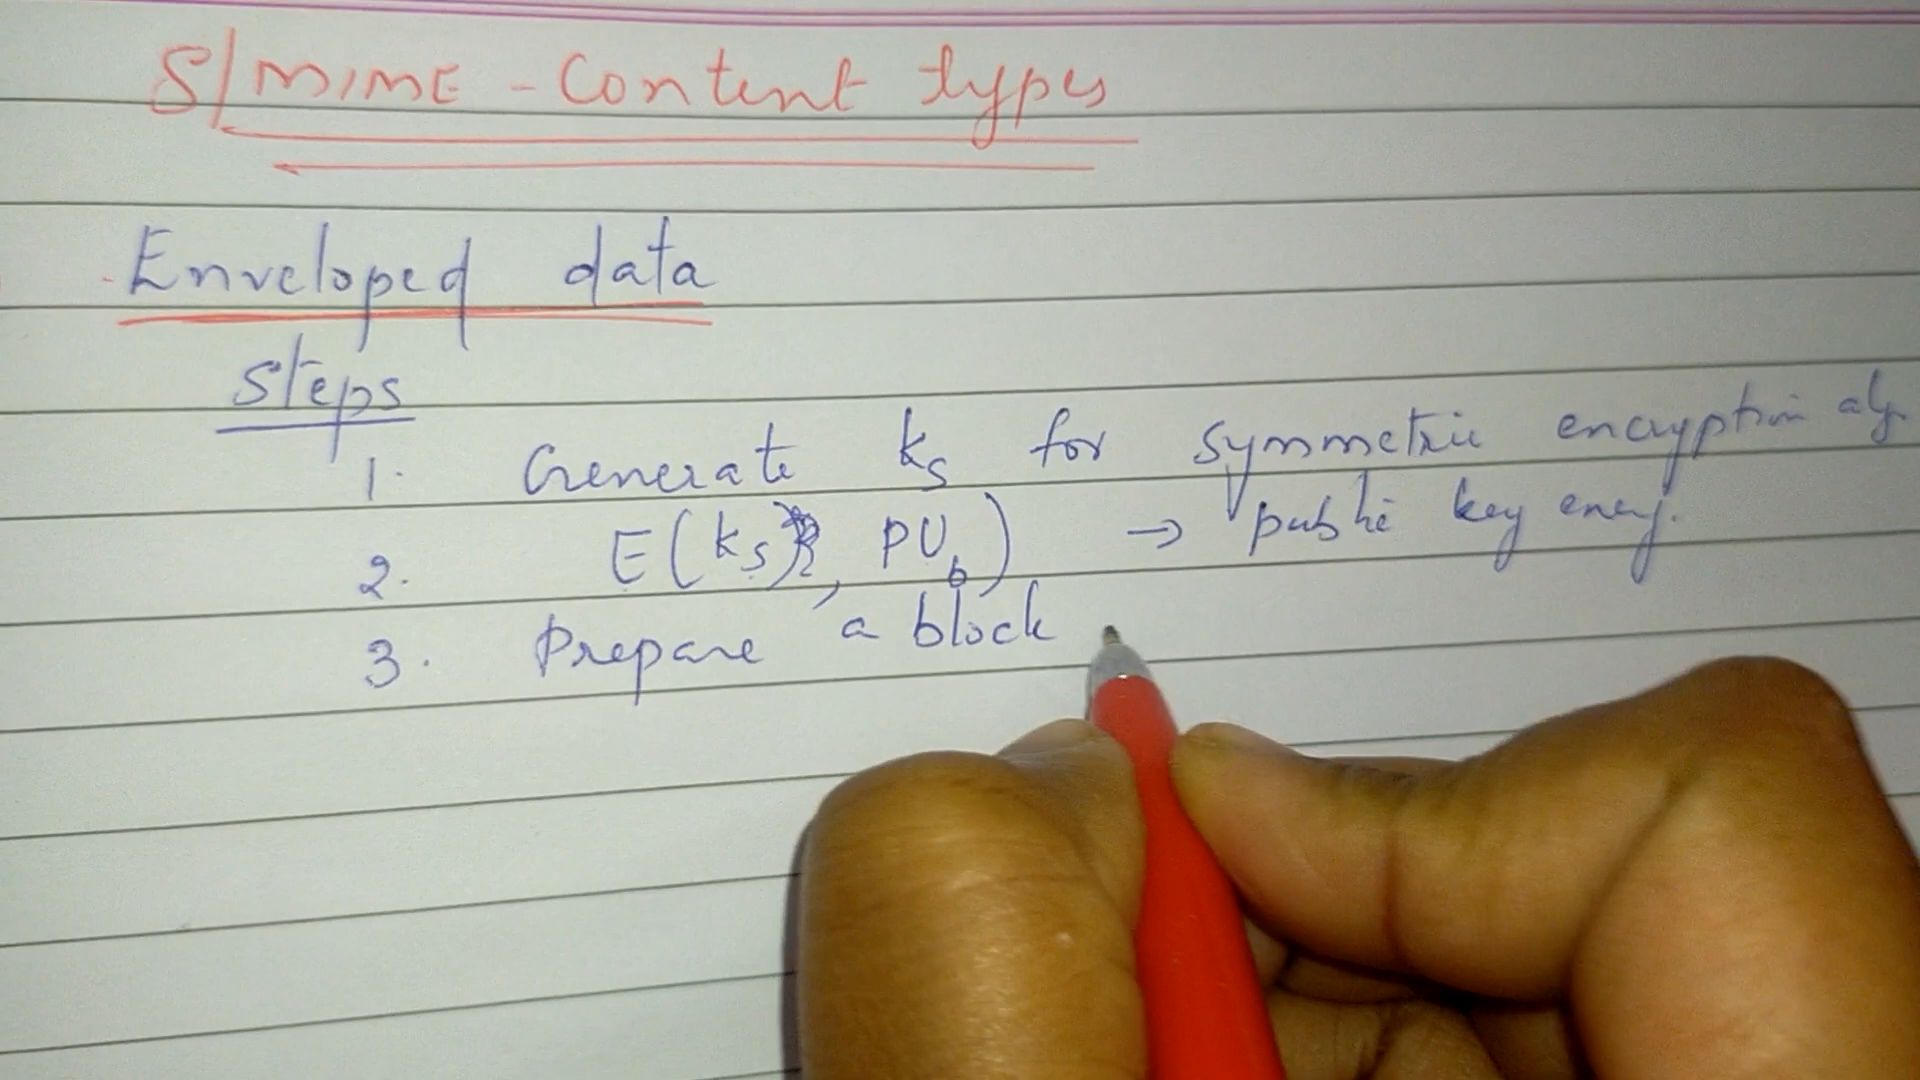 S/MIME - Content types
Enveloped data
Steps
1. Generate ks for symmetric encryption alg.
2. E(ks, PUb) → public key
3. Prepare a block